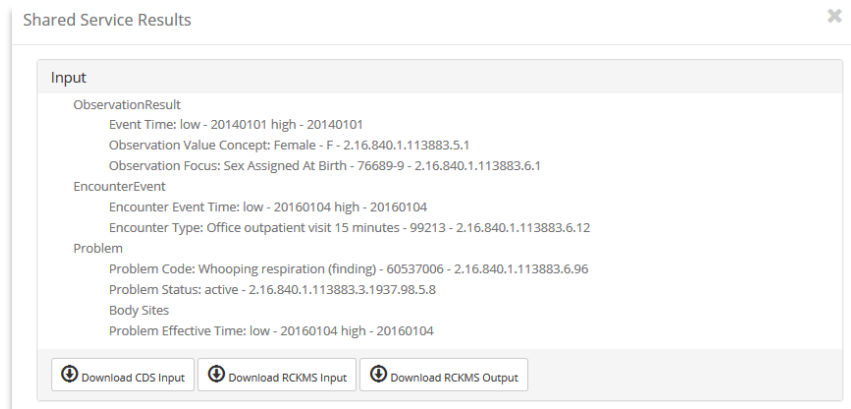 Shared Service Results
Input
ObservationResult
Event Time: low - 20140101 high - 20140101
Observation Value Concept: Female - F - 2.16.840.1.113883.5.1
Observation Focus: Sex Assigned At Birth - 76689-9 - 2.16.840.1.113883.6.1
EncounterEvent
Encounter Event Time: low - 20160104 high - 20160104
Encounter Type: Office outpatient visit 15 minutes - 99213 - 2.16.840.1.113883.6.12
Problem
Problem Code: Whooping respiration (finding) - 60537006 - 2.16.840.1.113883.6.96
Problem Status: active - 2.16.840.1.113883.3.1937.98.5.8
Body Sites
Problem Effective Time: low - 20160104 high - 20160104
Download CDS Input Download RCKMS Input Download RCKMS Output